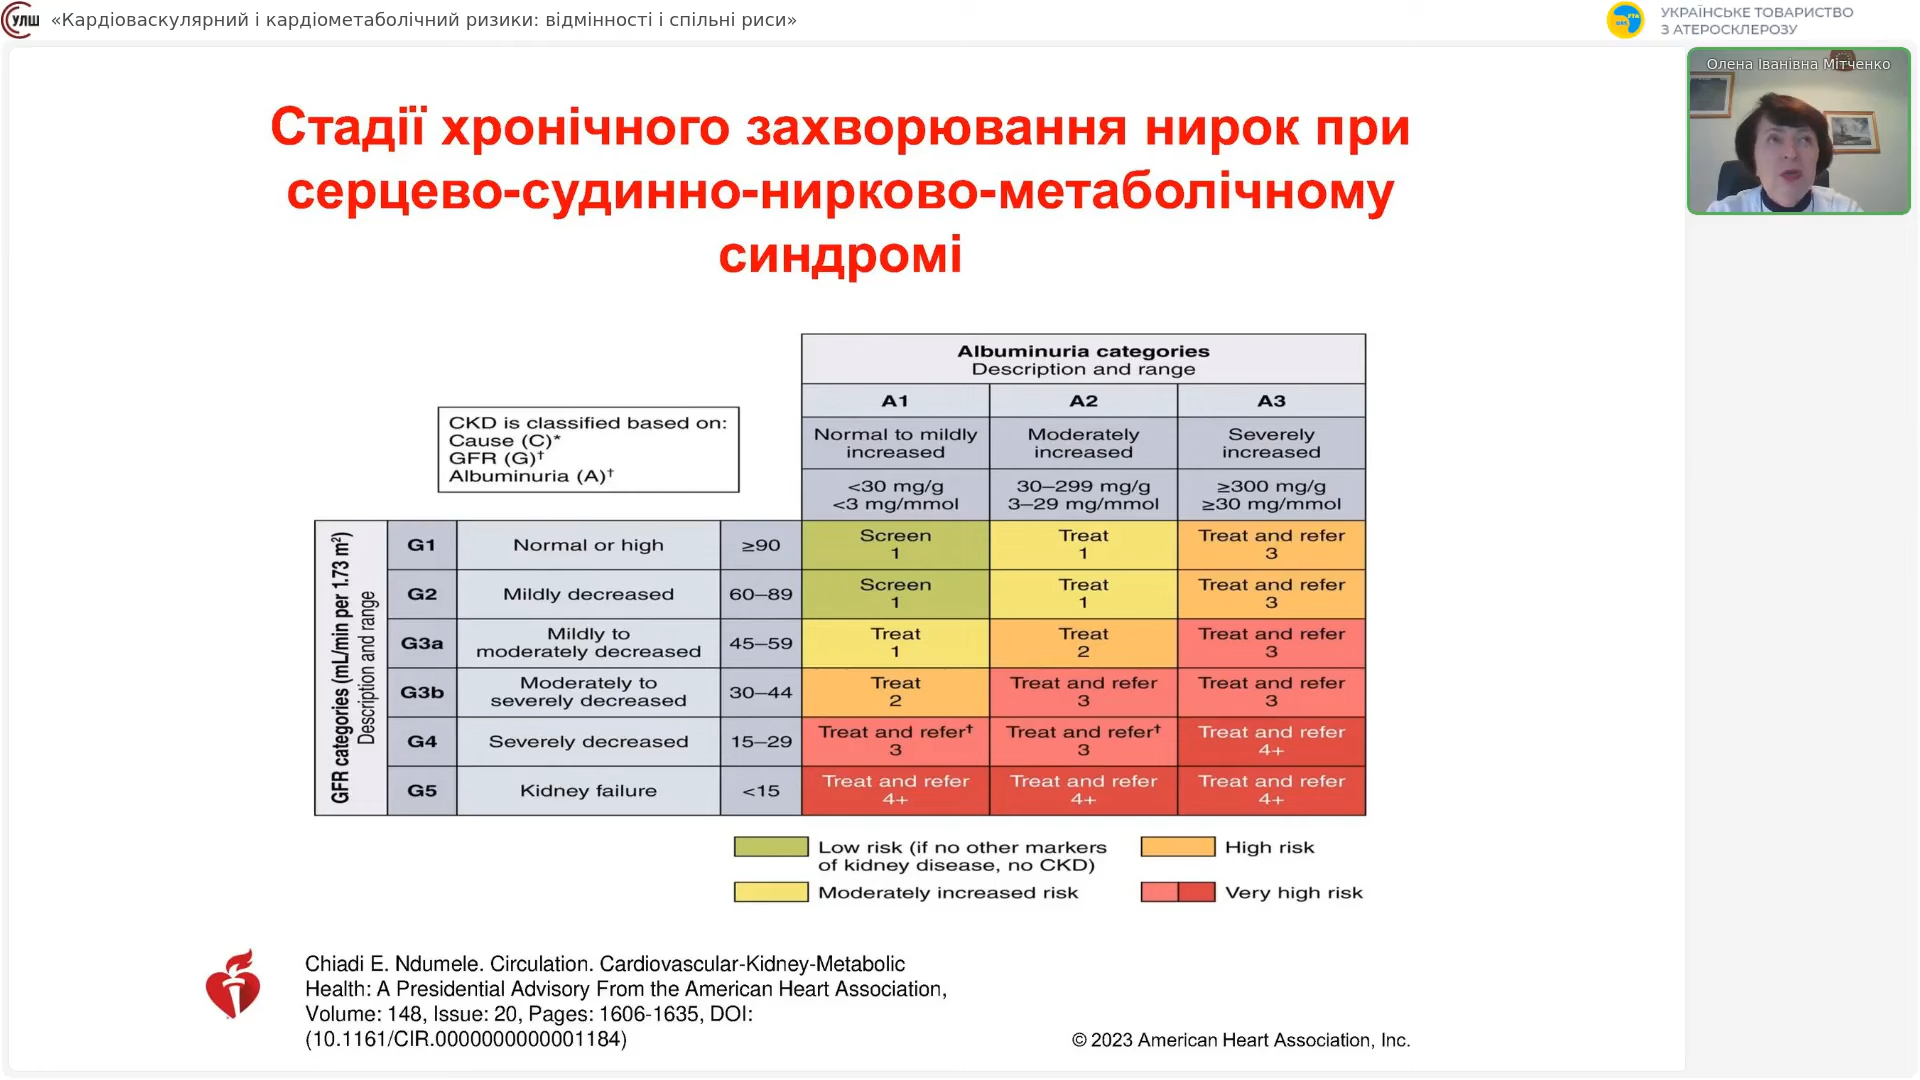 УЛШ «Кардіоваскулярний і кардіометаболічний ризики: відмінності і спільні риси»
УКРАЇНСЬКЕ ТОВАРИСТВО
З АТЕРОСКЛЕРОЗУ
Олена Іванівна Мітченко
Стадії хронічного захворювання нирок при
серцево-судинно-нирково-метаболічному
синдромі
Albuminuria categories
Description and range
A1 A2 A3
CKD is classified based on:
Cause (C)*
GFR (G)†
Albuminuria (A)†
Normal to mildly increased Moderately increased Severely increased
<30 mg/g 30–299 mg/g ≥300 mg/g
<3 mg/mmol 3–29 mg/mmol ≥30 mg/mmol
GFR categories (mL/min per 1.73 m²)
Description and range
G1 Normal or high ≥90 Screen 1 Treat 1 Treat and refer 3
G2 Mildly decreased 60–89 Screen 1 Treat 1 Treat and refer 3
G3a Mildly to moderately decreased 45–59 Treat 1 Treat 2 Treat and refer 3
G3b Moderately to severely decreased 30–44 Treat 2 Treat and refer 3 Treat and refer 3
G4 Severely decreased 15–29 Treat and refer† 3 Treat and refer† 3 Treat and refer 4+
G5 Kidney failure <15 Treat and refer 4+ Treat and refer 4+ Treat and refer 4+
Low risk (if no other markers
of kidney disease, no CKD)
High risk
Moderately increased risk
Very high risk
Chiadi E. Ndumele. Circulation. Cardiovascular-Kidney-Metabolic
Health: A Presidential Advisory From the American Heart Association,
Volume: 148, Issue: 20, Pages: 1606-1635, DOI:
(10.1161/CIR.0000000000001184)
© 2023 American Heart Association, Inc.